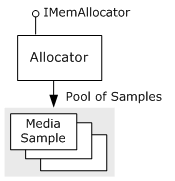 IMemAllocator
Allocator
Pool of Samples
Media
Sample